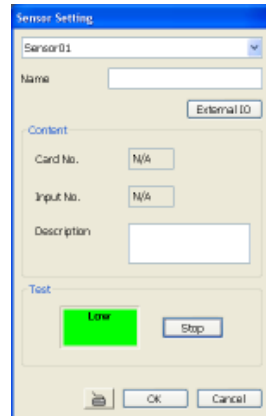 Sensor Setting
Sensor01
Name
External IO
Content
Card No. N/A
Input No. N/A
Description
Test
Low
Stop
OK Cancel